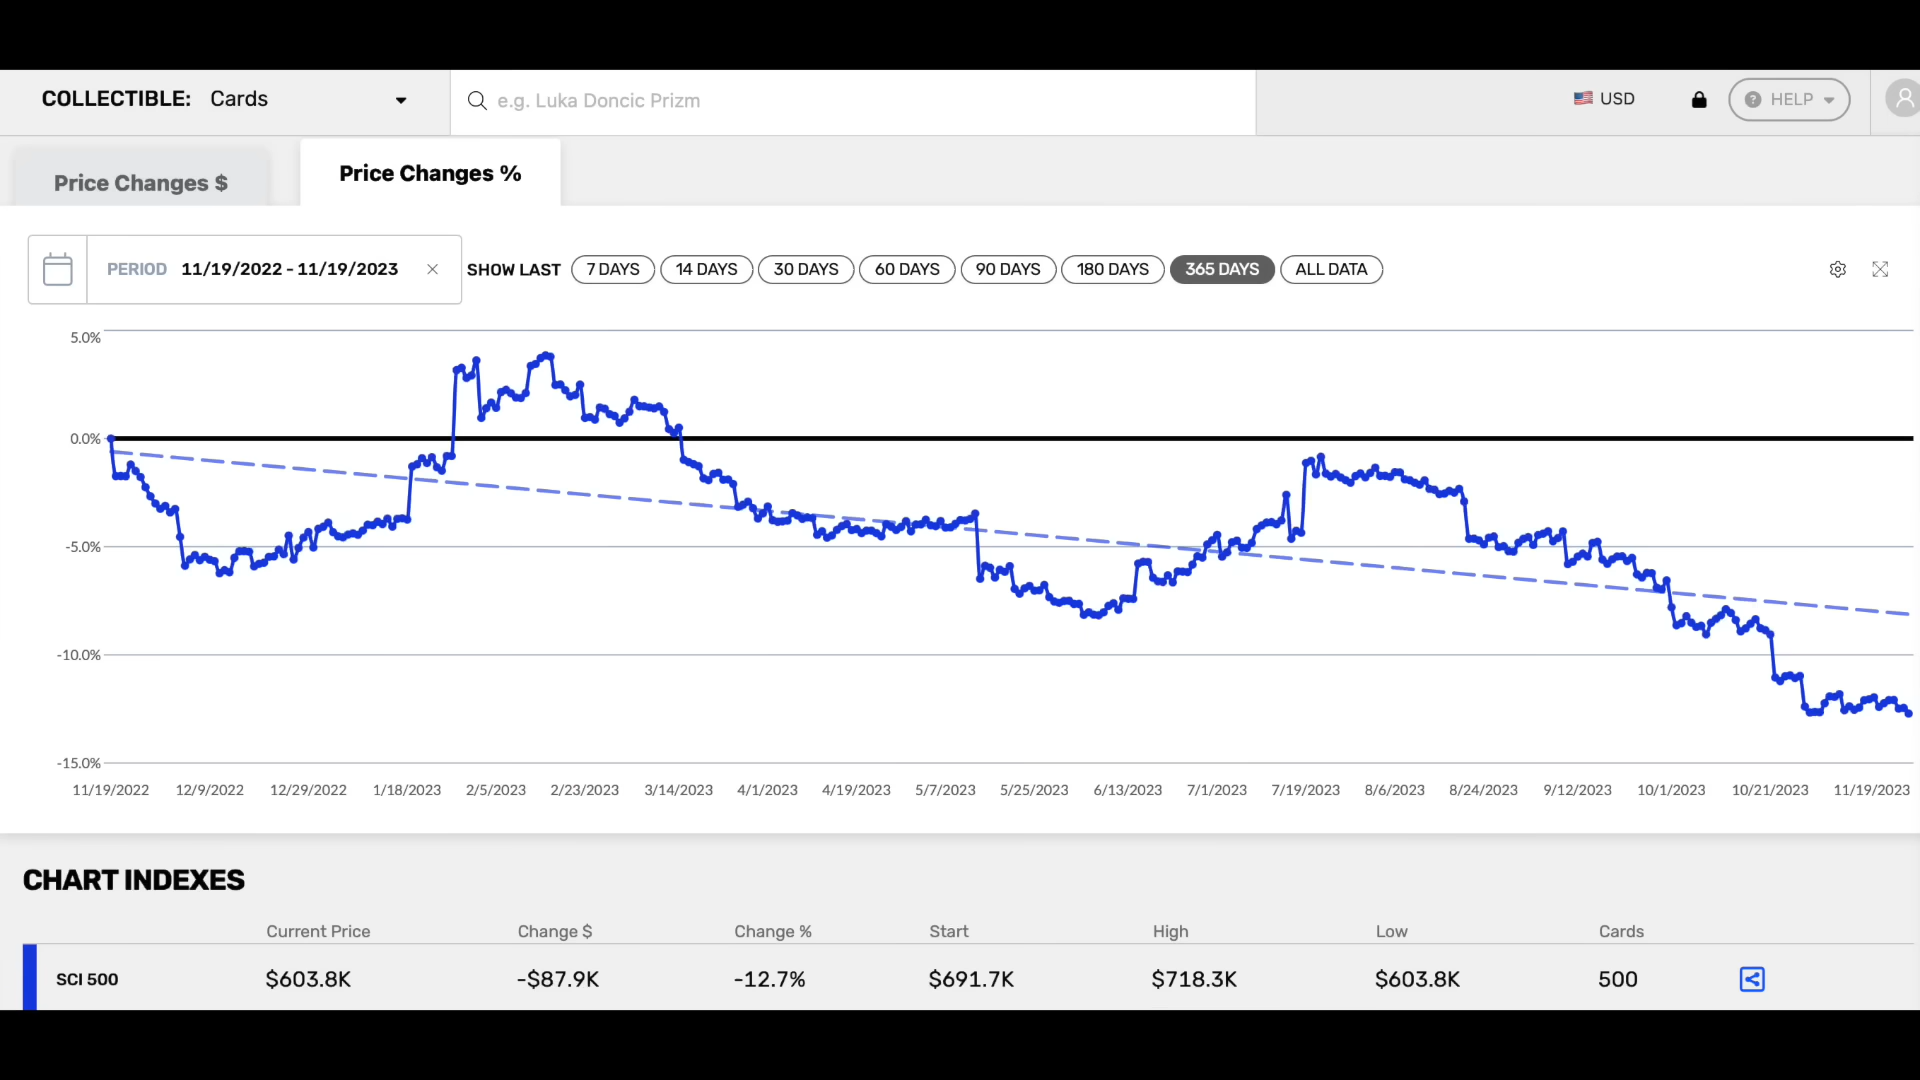 COLLECTIBLE: Cards
e.g. Luka Doncic Prizm
USD
? HELP
Price Changes $
Price Changes %
PERIOD 11/19/2022 - 11/19/2023
SHOW LAST 7 DAYS 14 DAYS 30 DAYS 60 DAYS 90 DAYS 180 DAYS 365 DAYS ALL DATA
5.0%
0.0%
-5.0%
-10.0%
-15.0%
11/19/2022 12/9/2022 12/29/2022 1/18/2023 2/5/2023 2/23/2023 3/14/2023 4/1/2023 4/19/2023 5/7/2023 5/25/2023 6/13/2023 7/1/2023 7/19/2023 8/6/2023 8/24/2023 9/12/2023 10/1/2023 10/21/2023 11/19/2023
CHART INDEXES
Current Price Change $ Change % Start High Low Cards
SCI 500 $603.8K -$87.9K -12.7% $691.7K $718.3K $603.8K 500